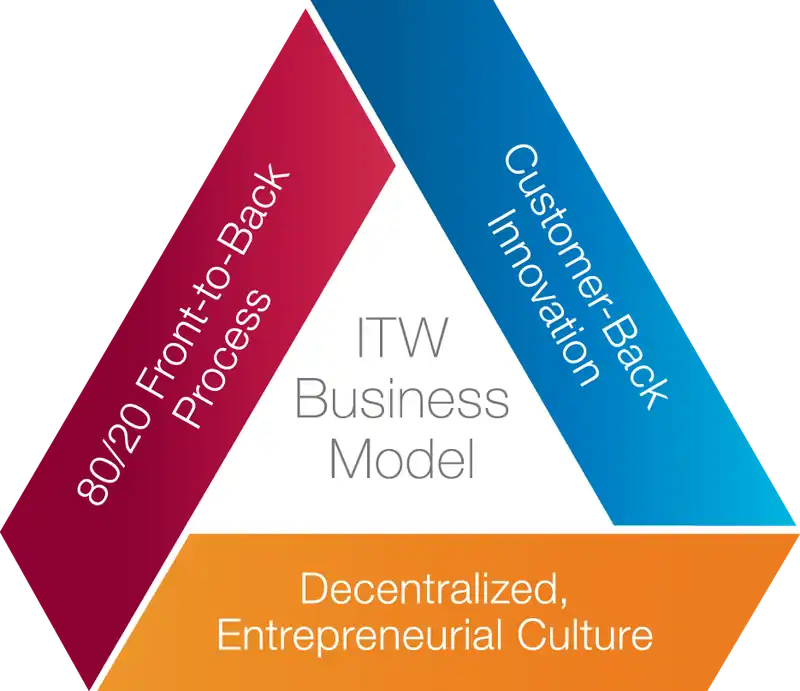 80/20 Front-to-Back
Process
Customer-Back
Innovation
ITW
Business
Model
Decentralized,
Entrepreneurial Culture